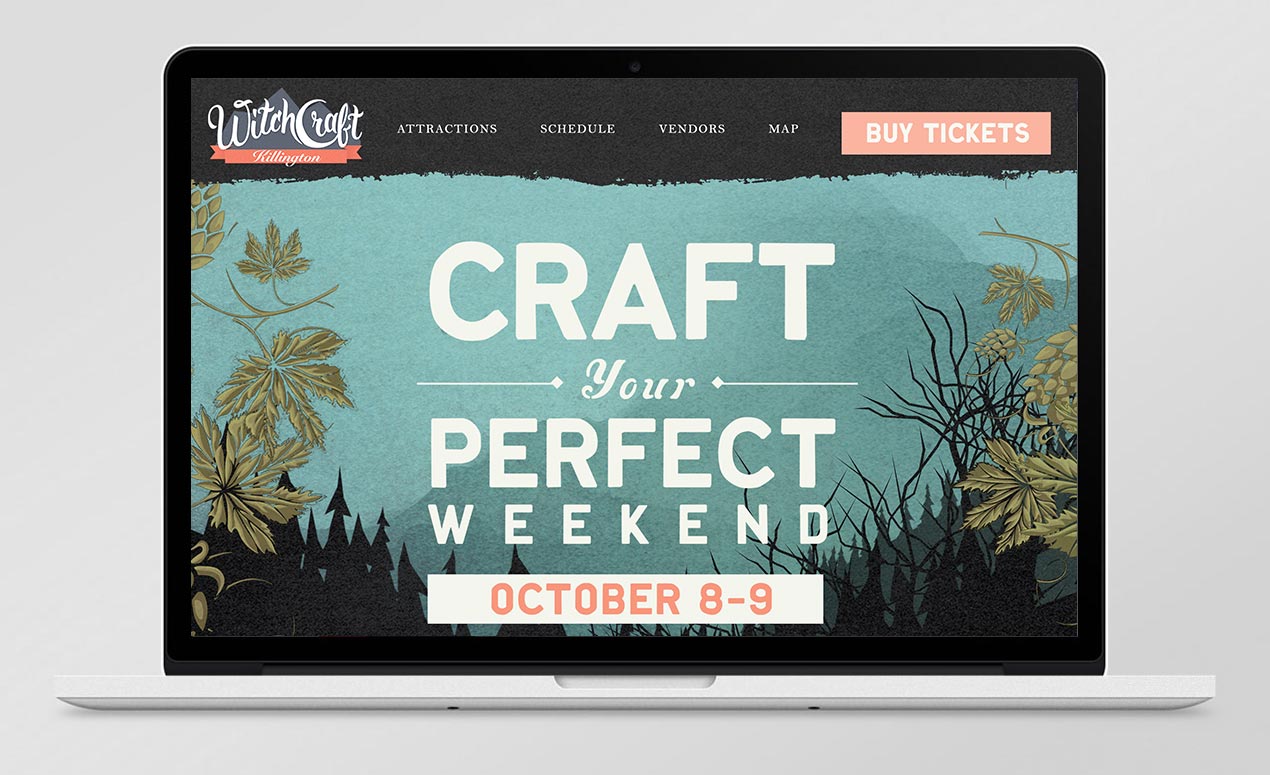 WitchCraft
Killington
ATTRACTIONS SCHEDULE VENDORS MAP BUY TICKETS
CRAFT
Your
PERFECT
WEEKEND
OCTOBER 8-9